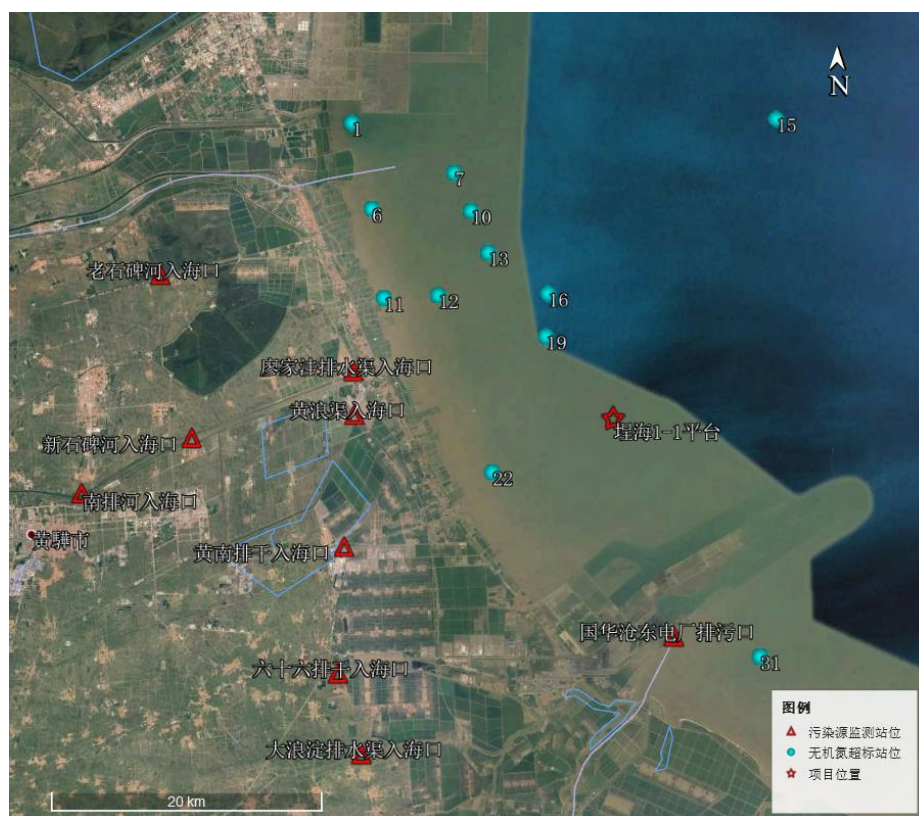 N
1
15
7
6
10
13
老石碑河入海口
11
12
16
19
廖家洼排水渠入海口
黄浪渠入海口
埕海1-1平台
新石碑河入海口
22
南排河入海口
黄骅市
黄南排干入海口
国华沧东电厂排污口
31
六十六排干入海口
大浪淀排水渠入海口
20 km
图例
污染源监测站位
无机氮超标站位
项目位置